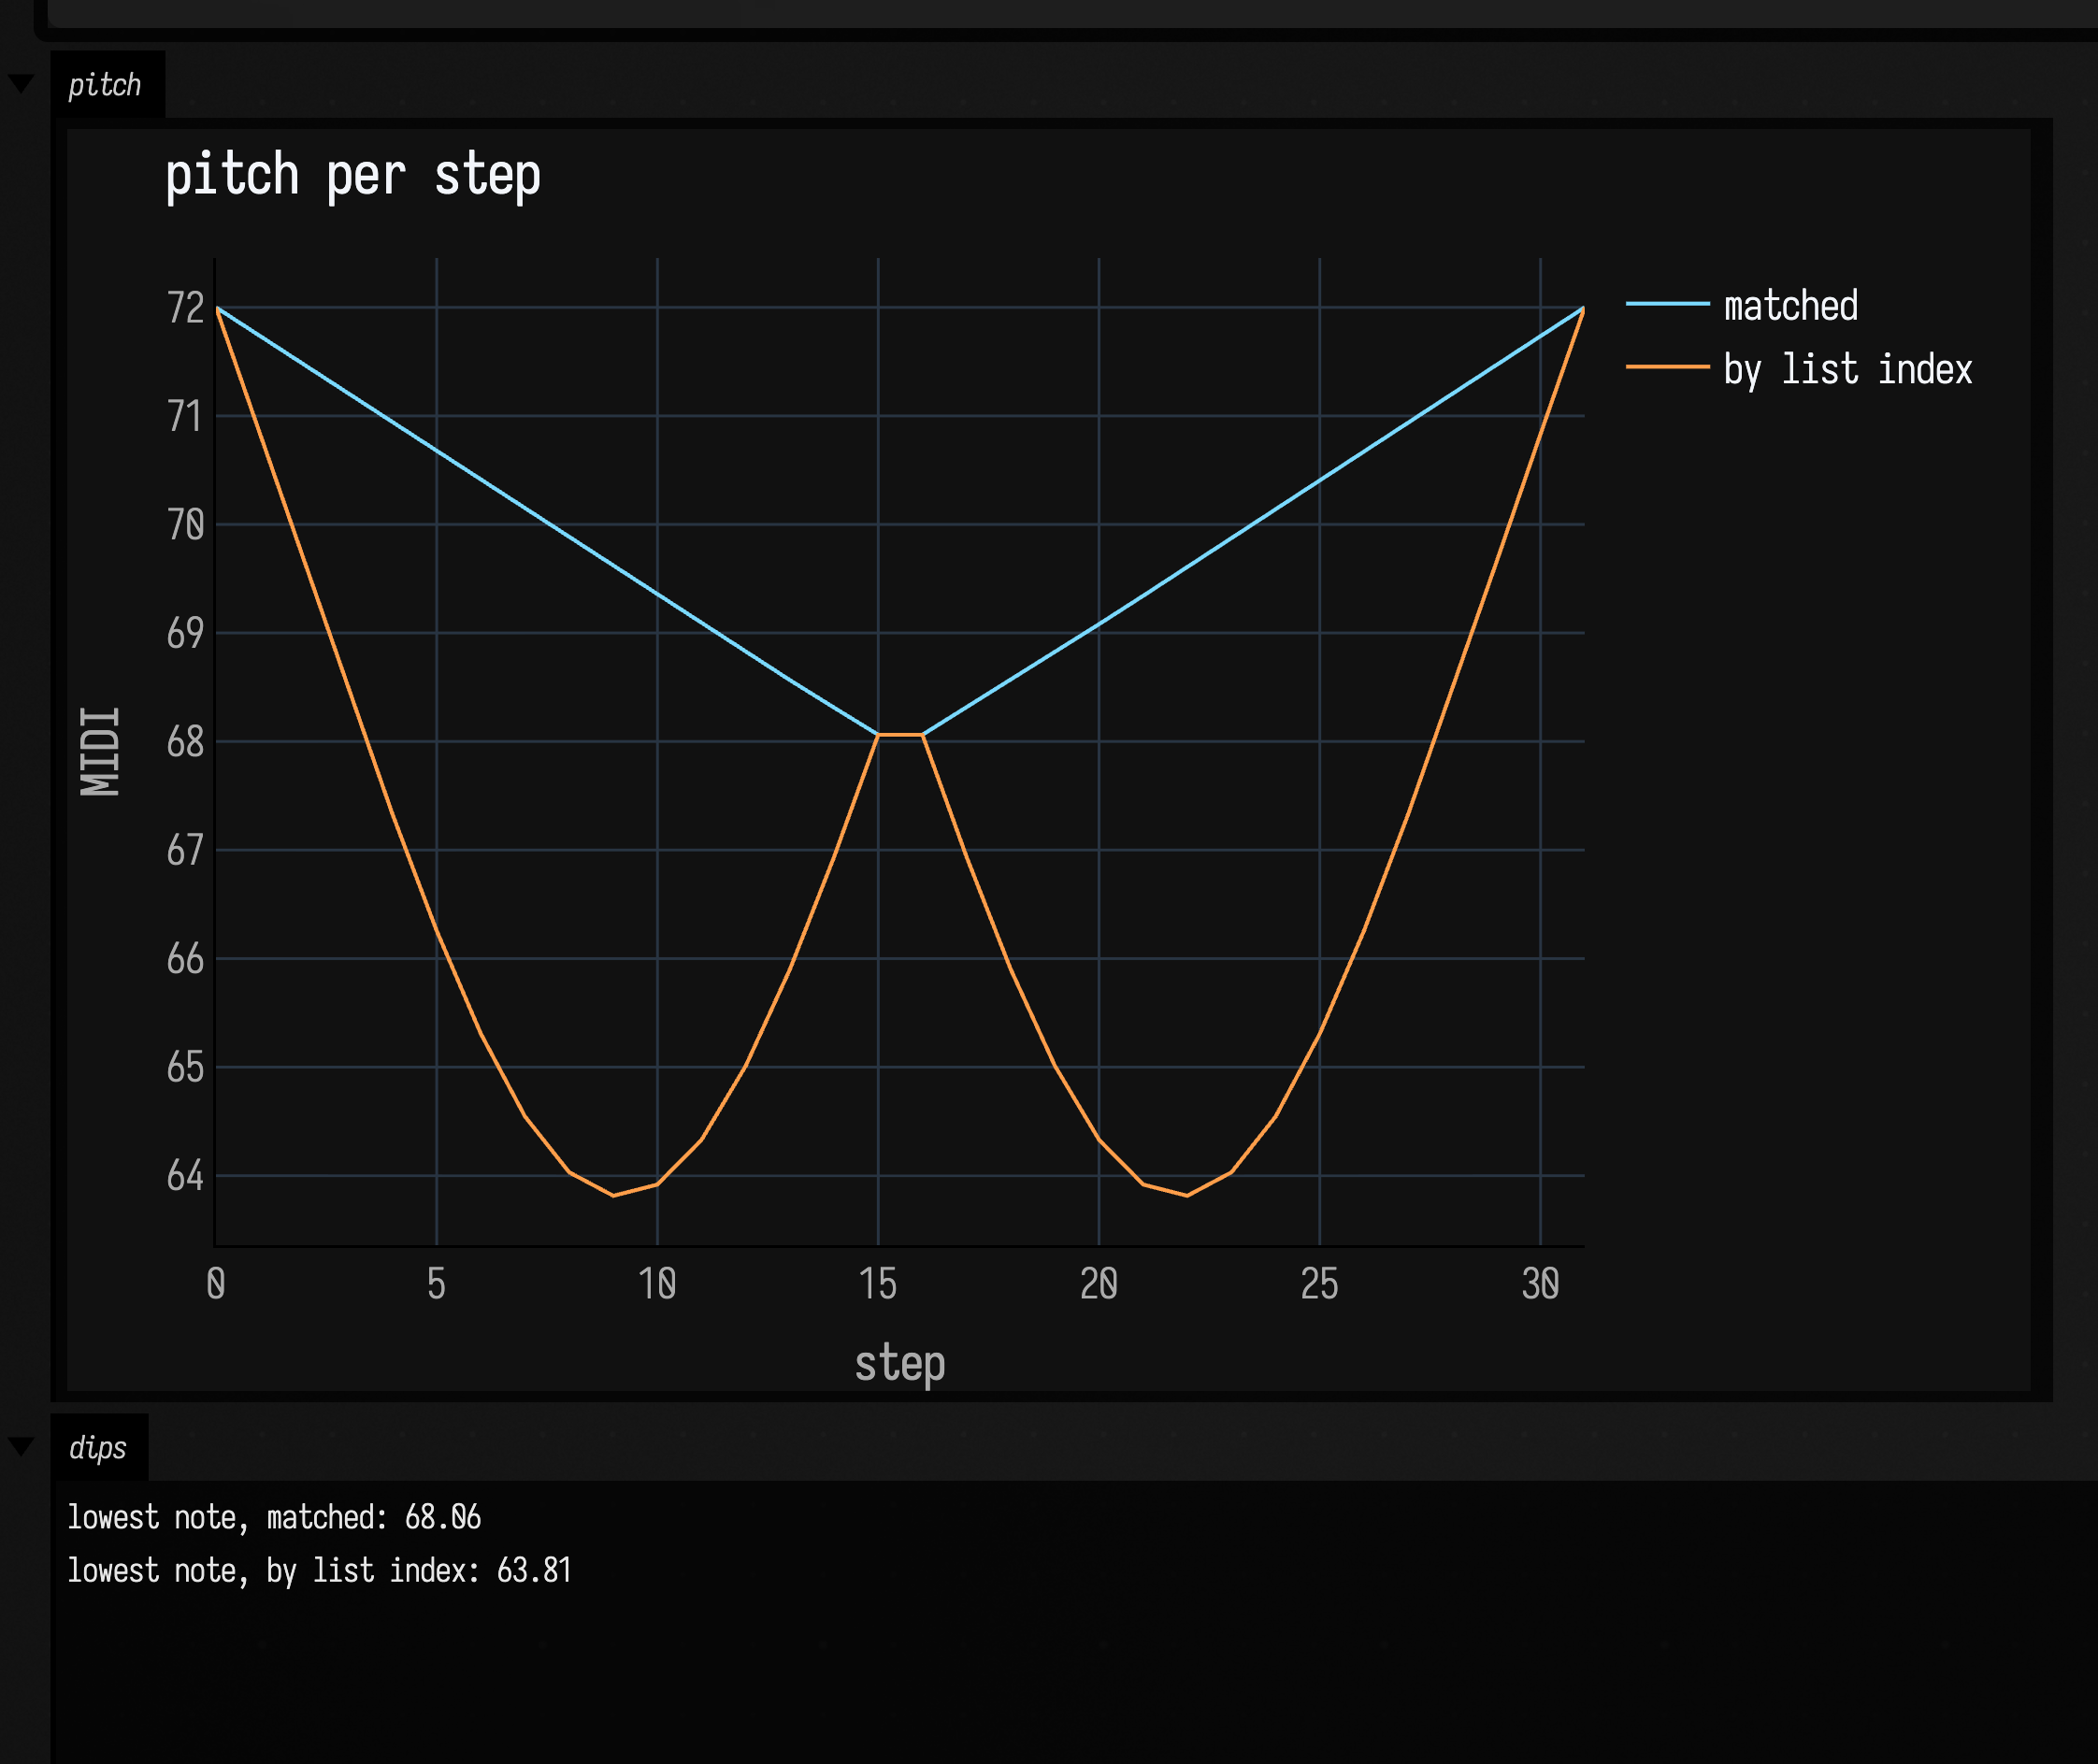 pitch
pitch per step
72
71
70
69
68
67
66
65
64
MIDI
0 5 10 15 20 25 30
step
matched
by list index
dips
lowest note, matched: 68.06
lowest note, by list index: 63.81